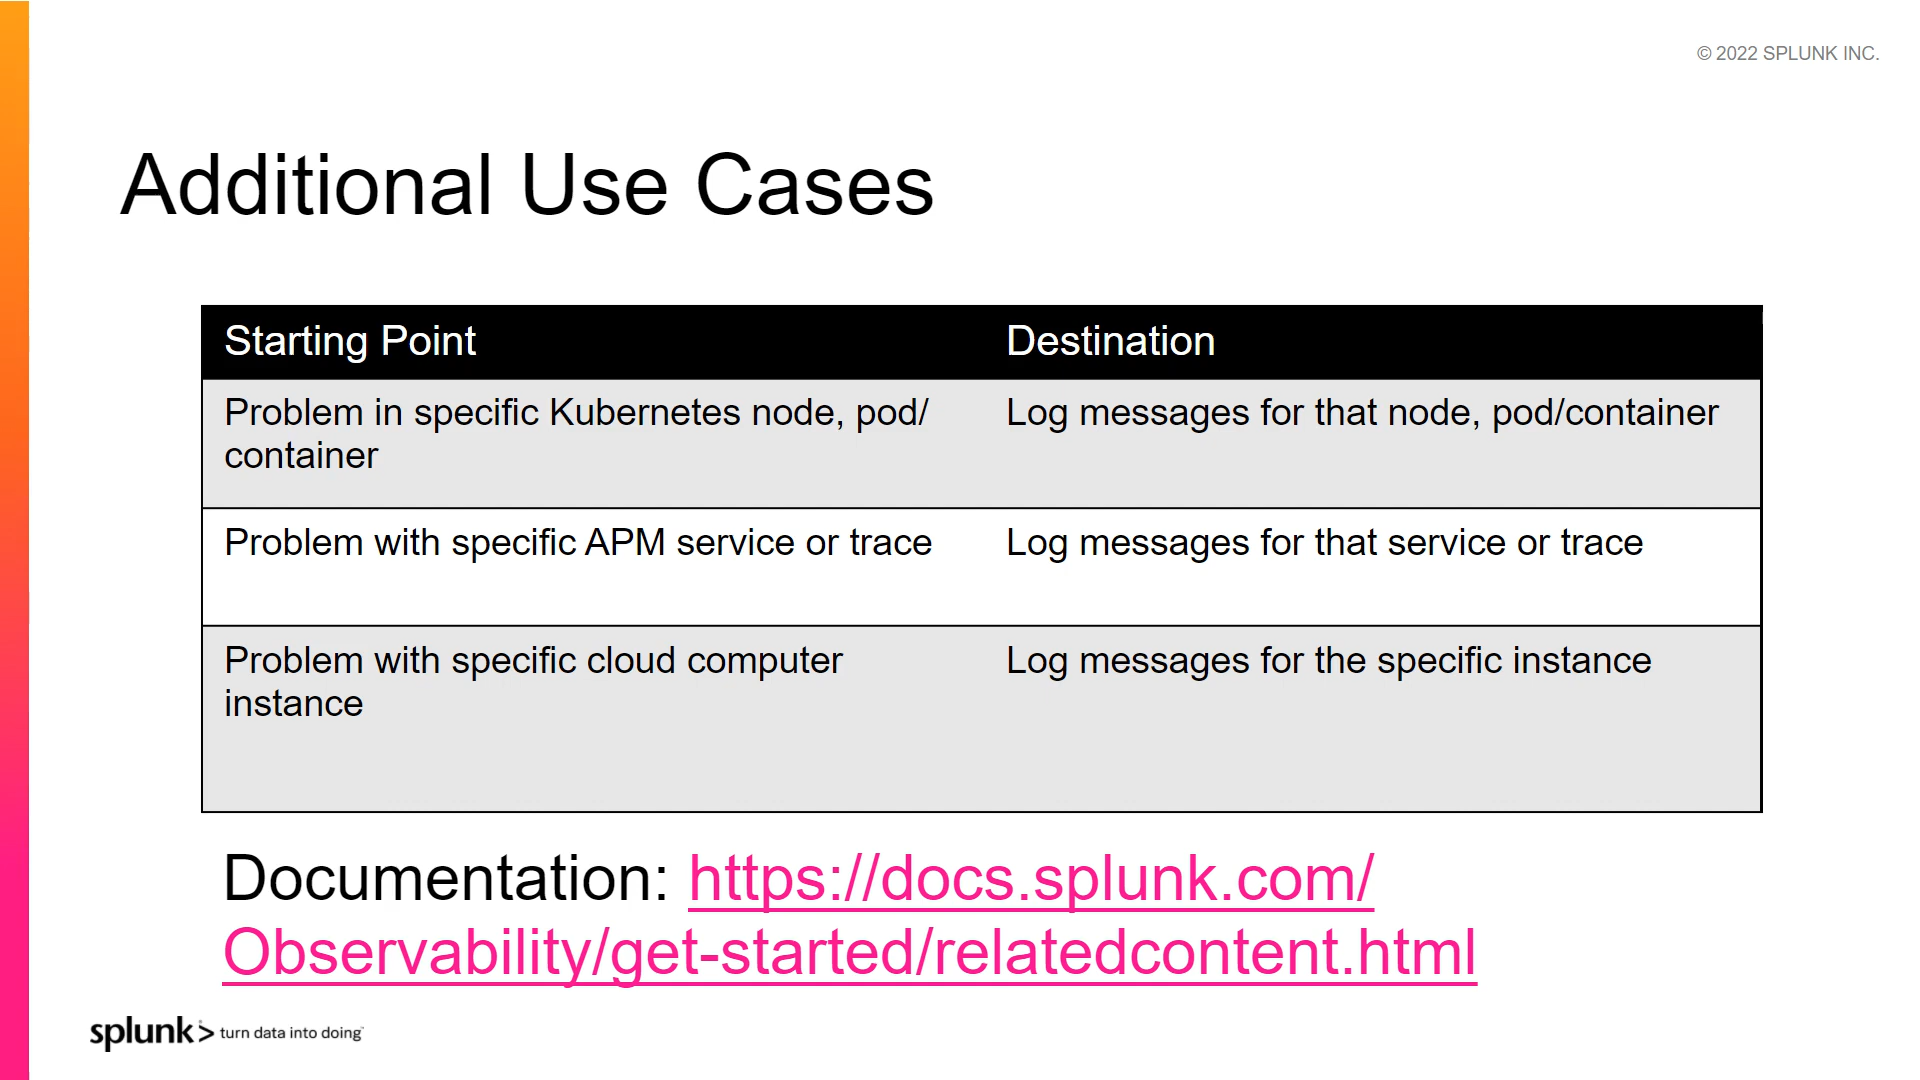 © 2022 SPLUNK INC.
Additional Use Cases
Starting Point
Destination
Problem in specific Kubernetes node, pod/
container
Log messages for that node, pod/container
Problem with specific APM service or trace
Log messages for that service or trace
Problem with specific cloud computer
instance
Log messages for the specific instance
Documentation: https://docs.splunk.com/
Observability/get-started/relatedcontent.html
splunk> turn data into doing™